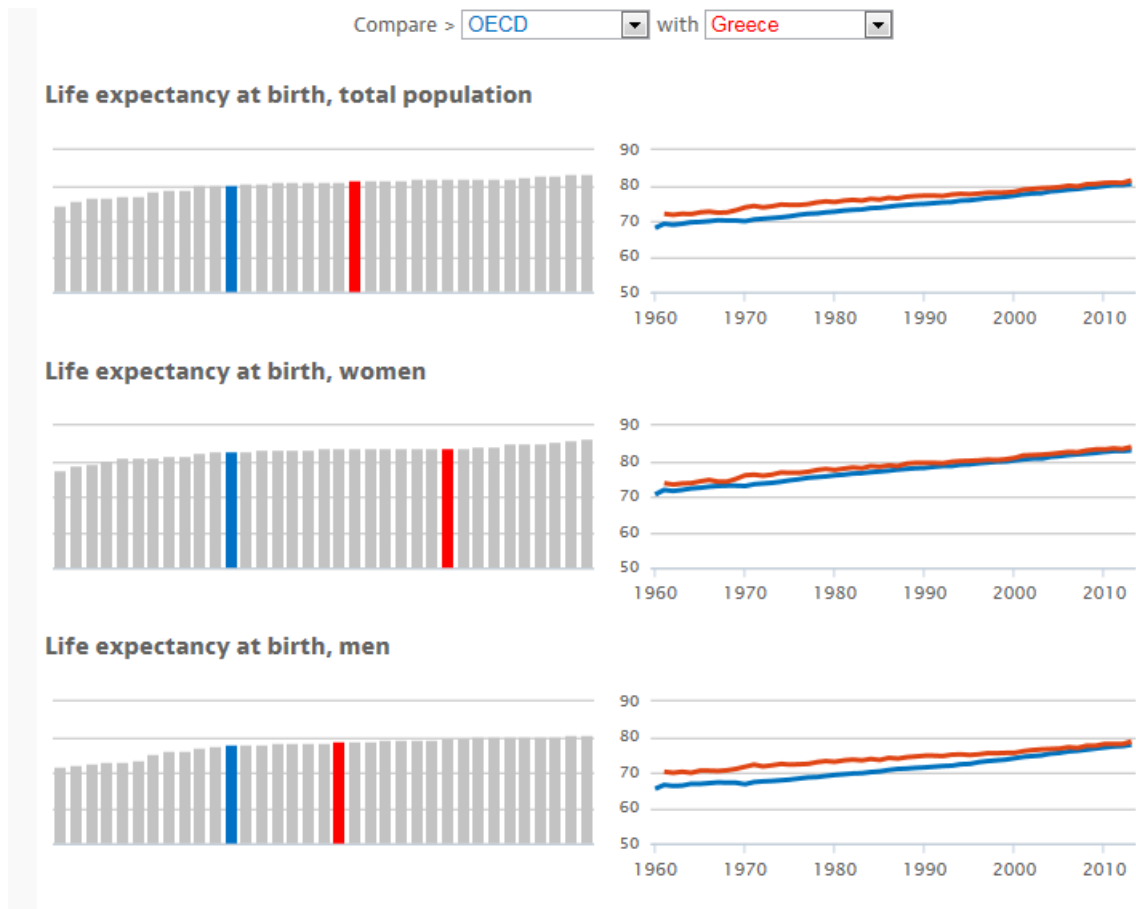 Compare > OECD with Greece
Life expectancy at birth, total population
90
80
70
60
50
1960 1970 1980 1990 2000 2010
Life expectancy at birth, women
90
80
70
60
50
1960 1970 1980 1990 2000 2010
Life expectancy at birth, men
90
80
70
60
50
1960 1970 1980 1990 2000 2010